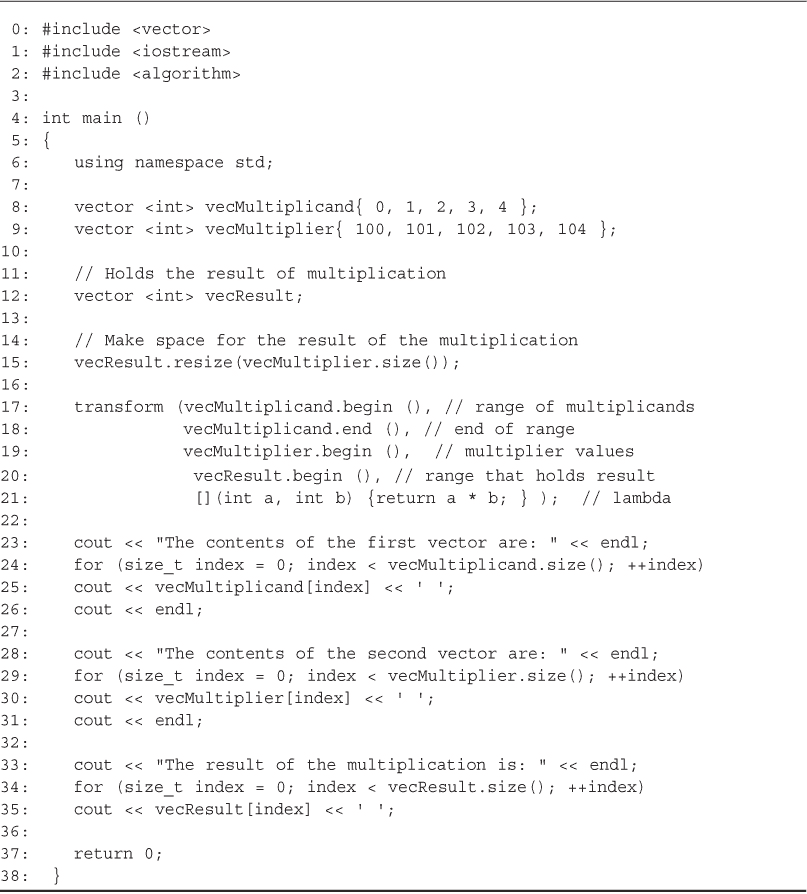 0: #include <vector>
1: #include <iostream>
2: #include <algorithm>
3:
4: int main ()
5: {
6:    using namespace std;
7:
8:    vector <int> vecMultiplicand{ 0, 1, 2, 3, 4 };
9:    vector <int> vecMultiplier{ 100, 101, 102, 103, 104 };
10:
11:    // Holds the result of multiplication
12:    vector <int> vecResult;
13:
14:    // Make space for the result of the multiplication
15:    vecResult.resize(vecMultiplier.size());
16:
17:    transform (vecMultiplicand.begin (), // range of multiplicands
18:               vecMultiplicand.end (), // end of range
19:               vecMultiplier.begin (),  // multiplier values
20:                vecResult.begin (), // range that holds result
21:                [](int a, int b) {return a * b; } );  // lambda
22:
23:    cout << "The contents of the first vector are: " << endl;
24:    for (size_t index = 0; index < vecMultiplicand.size(); ++index)
25:    cout << vecMultiplicand[index] << ' ';
26:    cout << endl;
27:
28:    cout << "The contents of the second vector are: " << endl;
29:    for (size_t index = 0; index < vecMultiplier.size(); ++index)
30:    cout << vecMultiplier[index] << ' ';
31:    cout << endl;
32:
33:    cout << "The result of the multiplication is: " << endl;
34:    for (size_t index = 0; index < vecResult.size(); ++index)
35:    cout << vecResult[index] << ' ';
36:
37:    return 0;
38:  }